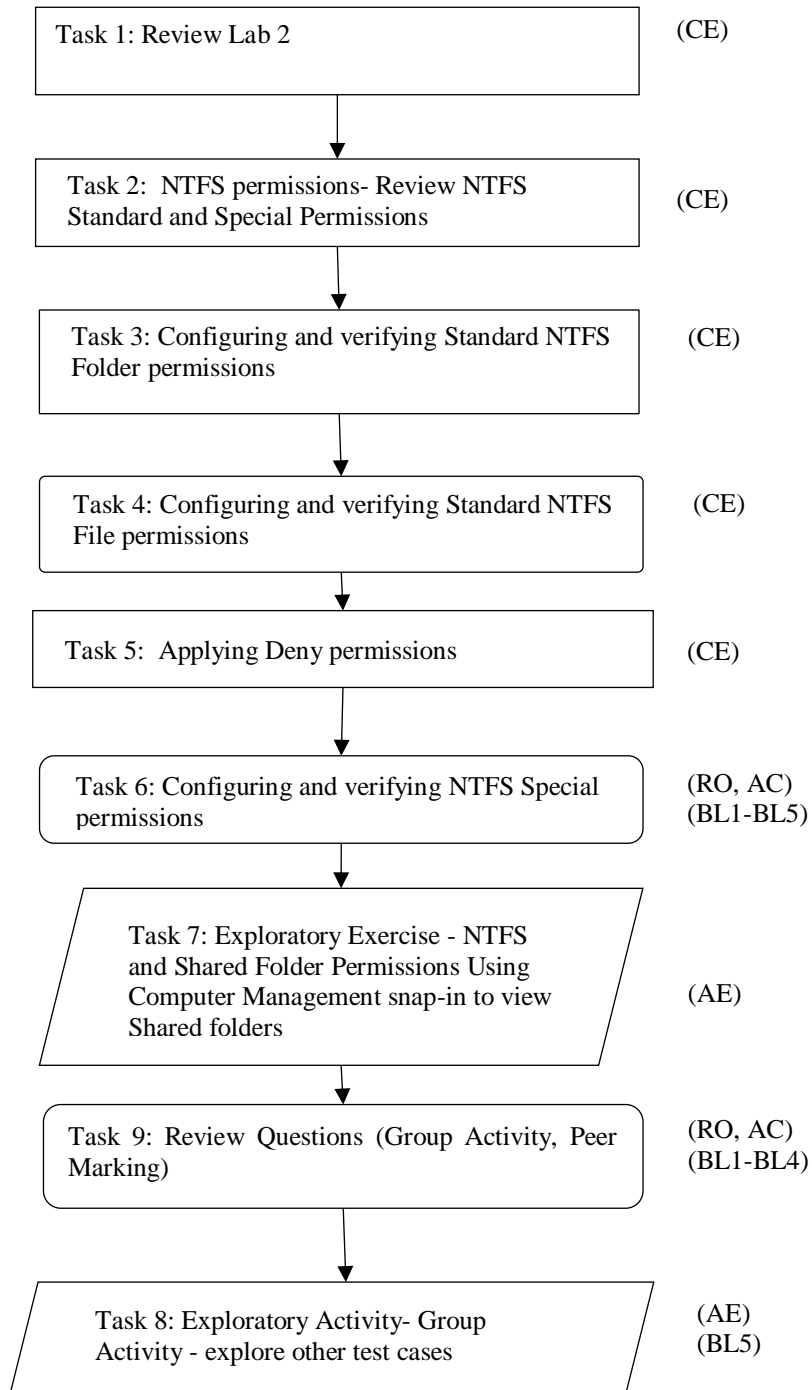 Task 1: Review Lab 2
(CE)
Task 2:  NTFS permissions- Review NTFS
Standard and Special Permissions
(CE)
Task 3: Configuring and verifying Standard NTFS
Folder permissions
(CE)
Task 4: Configuring and verifying Standard NTFS
File permissions
(CE)
Task 5:  Applying Deny permissions
(CE)
Task 6: Configuring and verifying NTFS Special
permissions
(RO, AC)
(BL1-BL5)
Task 7: Exploratory Exercise - NTFS
and Shared Folder Permissions Using
Computer Management snap-in to view
Shared folders
(AE)
Task 9: Review Questions (Group Activity, Peer
Marking)
(RO, AC)
(BL1-BL4)
Task 8: Exploratory Activity- Group
Activity - explore other test cases
(AE)
(BL5)